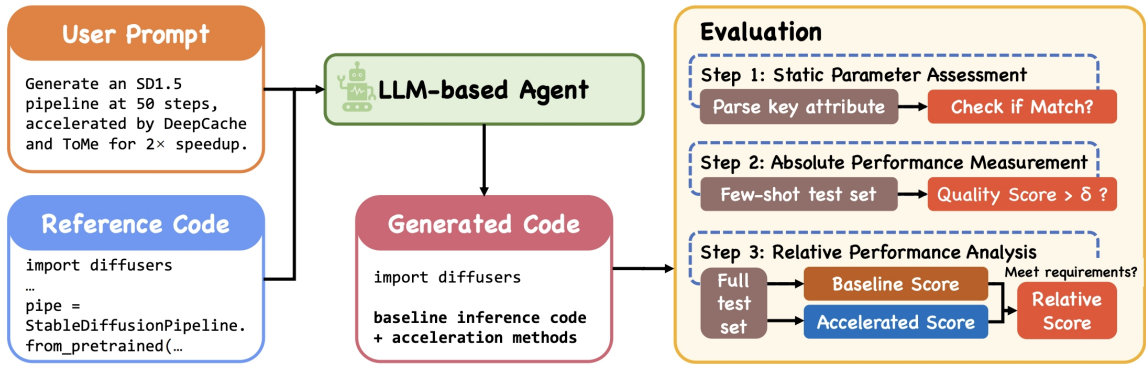 User Prompt
Generate an SD1.5
pipeline at 50 steps,
accelerated by DeepCache
and ToMe for 2× speedup.
Reference Code
import diffusers
…
pipe =
StableDiffusionPipeline.
from_pretrained(…
LLM-based Agent
Generated Code
import diffusers
baseline inference code
+ acceleration methods
Evaluation
Step 1: Static Parameter Assessment
Parse key attribute
Check if Match?
Step 2: Absolute Performance Measurement
Few-shot test set
Quality Score > δ ?
Step 3: Relative Performance Analysis
Full
test
set
Baseline Score
Accelerated Score
Meet requirements?
Relative
Score